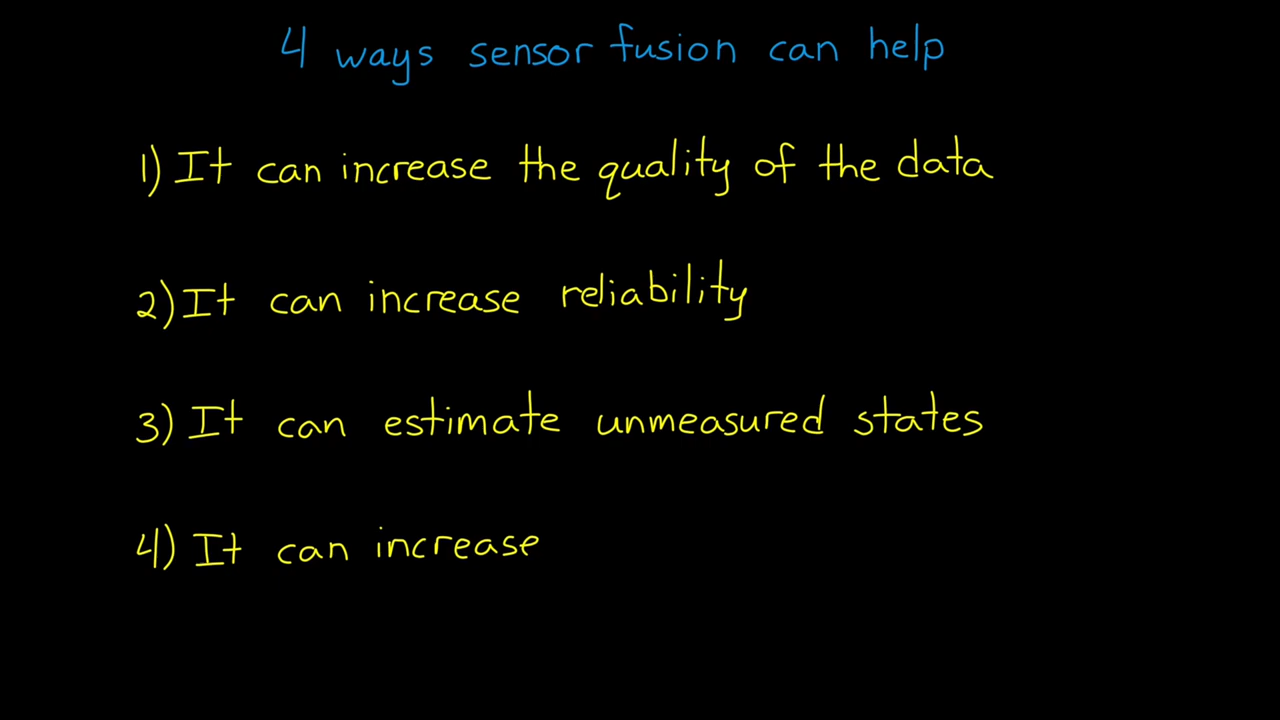 4 ways sensor fusion can help
1) It can increase the quality of the data
2) It can increase reliability
3) It can estimate unmeasured states
4) It can increase